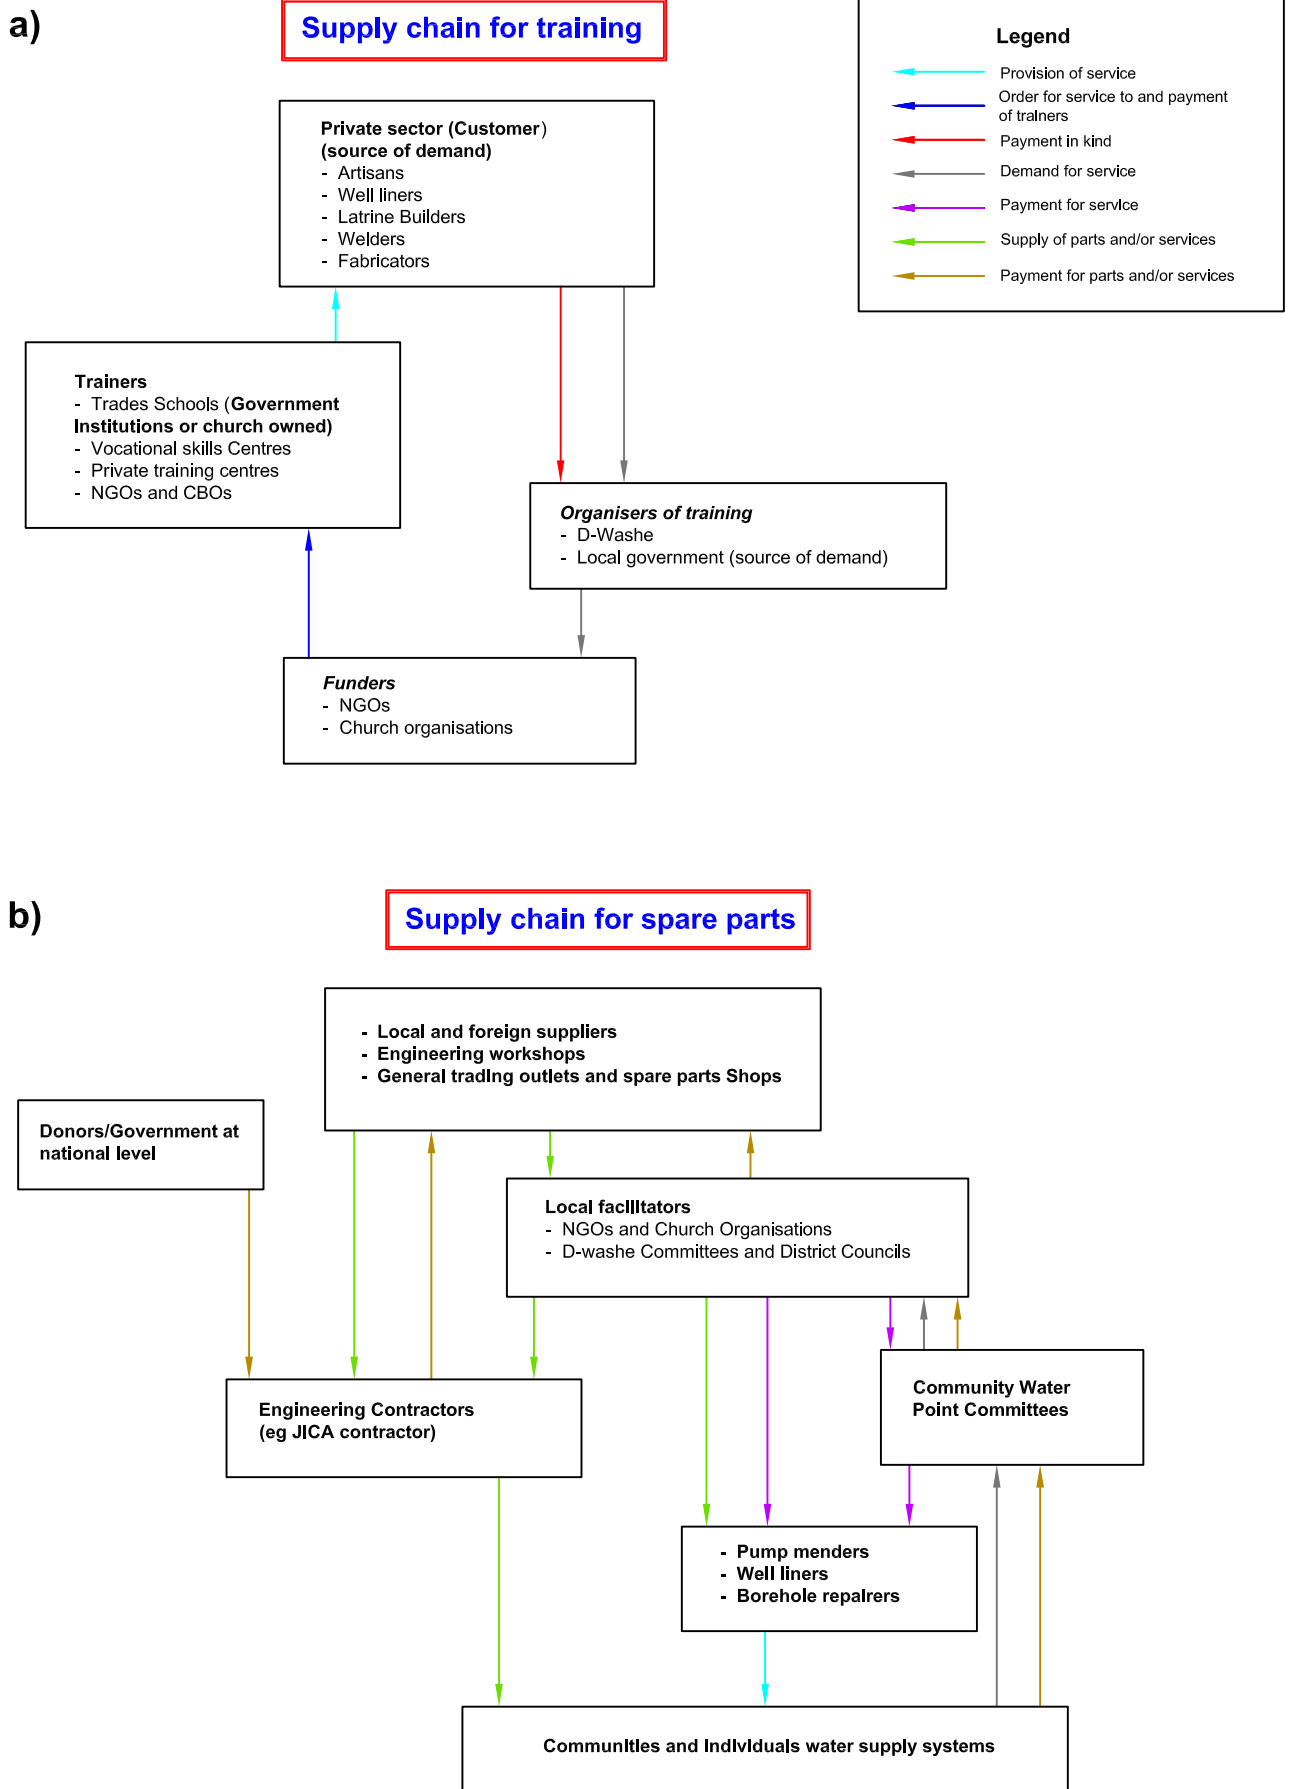 a)
Supply chain for training
Legend
Provision of service
Order for service to and payment
of trainers
Payment in kind
Demand for service
Payment for service
Supply of parts and/or services
Payment for parts and/or services
Private sector (Customer)
(source of demand)
- Artisans
- Well liners
- Latrine Builders
- Welders
- Fabricators
Trainers
- Trades Schools (Government
Institutions or church owned)
- Vocational skills Centres
- Private training centres
- NGOs and CBOs
Organisers of training
- D-Washe
- Local government (source of demand)
Funders
- NGOs
- Church organisations
b)
Supply chain for spare parts
- Local and foreign suppliers
- Engineering workshops
- General trading outlets and spare parts Shops
Donors/Government at
national level
Local facilitators
- NGOs and Church Organisations
- D-washe Committees and District Councils
Engineering Contractors
(eg JICA contractor)
Community Water
Point Committees
- Pump menders
- Well liners
- Borehole repairers
Communities and Individuals water supply systems